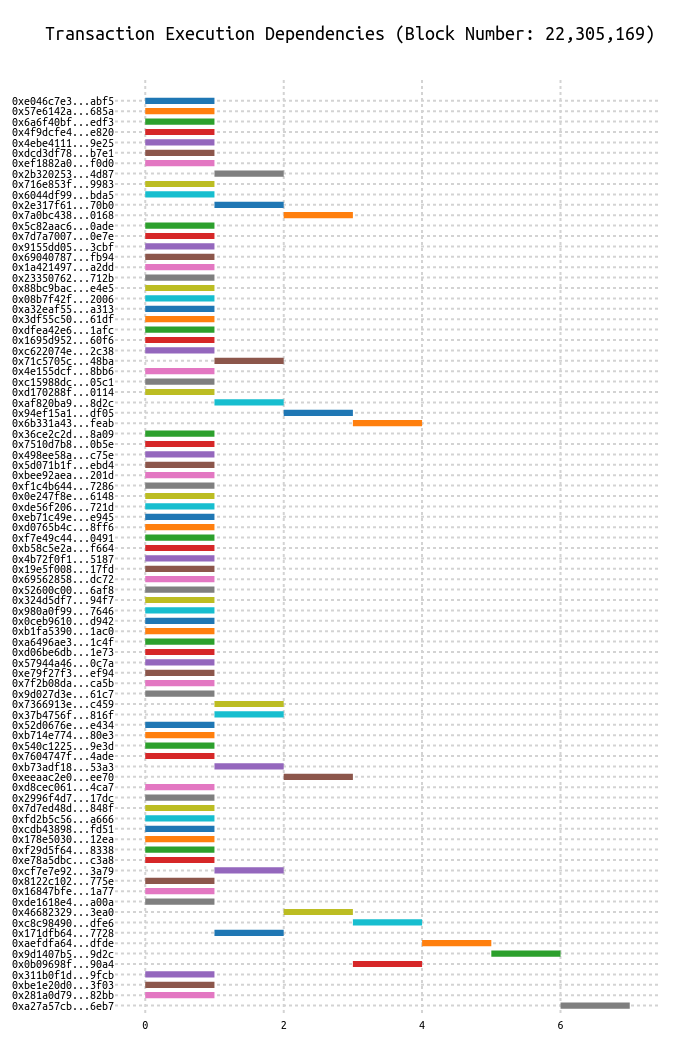 Transaction Execution Dependencies (Block Number: 22,305,169)
0xe046c7e3...abf5
0x57e6142a...685a
0x6a6f40bf...edf3
0x4f9dcfe4...e820
0x4ebe4111...9e25
0xdcd3df78...b7e1
0xef1882a0...f0d0
0x2b320253...4d87
0x716e853f...9983
0x6044df99...bda5
0x2e317f61...70b0
0x7a0bc438...0168
0x5c82aac6...0ade
0x7d7a7007...0e7e
0x9155dd05...3cbf
0x69040787...fb94
0x1a421497...a2dd
0x23350762...712b
0x88bc9bac...e4e5
0x08b7f42f...2006
0xa32eaf55...a313
0x3df55c50...61df
0xdfea42e6...1afc
0x1695d952...60f6
0xc622074e...2c38
0x71c5705c...48ba
0x4e155dcf...8bb6
0xc15988dc...05c1
0xd170288f...0114
0xaf820ba9...8d2c
0x94ef15a1...df05
0x6b331a43...feab
0x36ce2c2d...8a09
0x7510d7b8...0b5e
0x498ee58a...c75e
0x5d071b1f...ebd4
0xbee92aea...201d
0xf1c4b644...7286
0x0e247f8e...6148
0xde56f206...721d
0xeb71c49e...e945
0xd0765b4c...8ff6
0xf7e49c44...0491
0xb58c5e2a...f664
0x4b72f0f1...5187
0x19e5f008...17fd
0x69562858...dc72
0x52600c00...6af8
0x324d5df7...94f7
0x980a0f99...7646
0x0ceb9610...d942
0xb1fa5390...1ac0
0xa6496ae3...1c4f
0xd06be6db...1e73
0x57944a46...0c7a
0xe79f27f3...ef94
0x7f2b08da...ca5b
0x9d027d3e...61c7
0x7366913e...c459
0x37b4756f...816f
0x52d0676e...e434
0xb714e774...80e3
0x540c1225...9e3d
0x7604747f...4ade
0xb73adf18...53a3
0xeeaac2e0...ee70
0xd8cec061...4ca7
0x2996f4d7...17dc
0x7d7ed48d...848f
0xfd2b5c56...a666
0xcdb43898...fd51
0x178e5030...12ea
0xf29d5f64...8338
0xe78a5dbc...c3a8
0xcf7e7e92...3a79
0x8122c102...775e
0x16847bfe...1a77
0xde1618e4...a00a
0x46682329...3ea0
0xc8c98490...dfe6
0x171dfb64...7728
0xaefdfa64...dfde
0x9d1407b5...9d2c
0x0b09698f...90a4
0x311b0f1d...9fcb
0xbe1e20d0...3f03
0x281a0d79...82bb
0xa27a57cb...6eb7
0 2 4 6